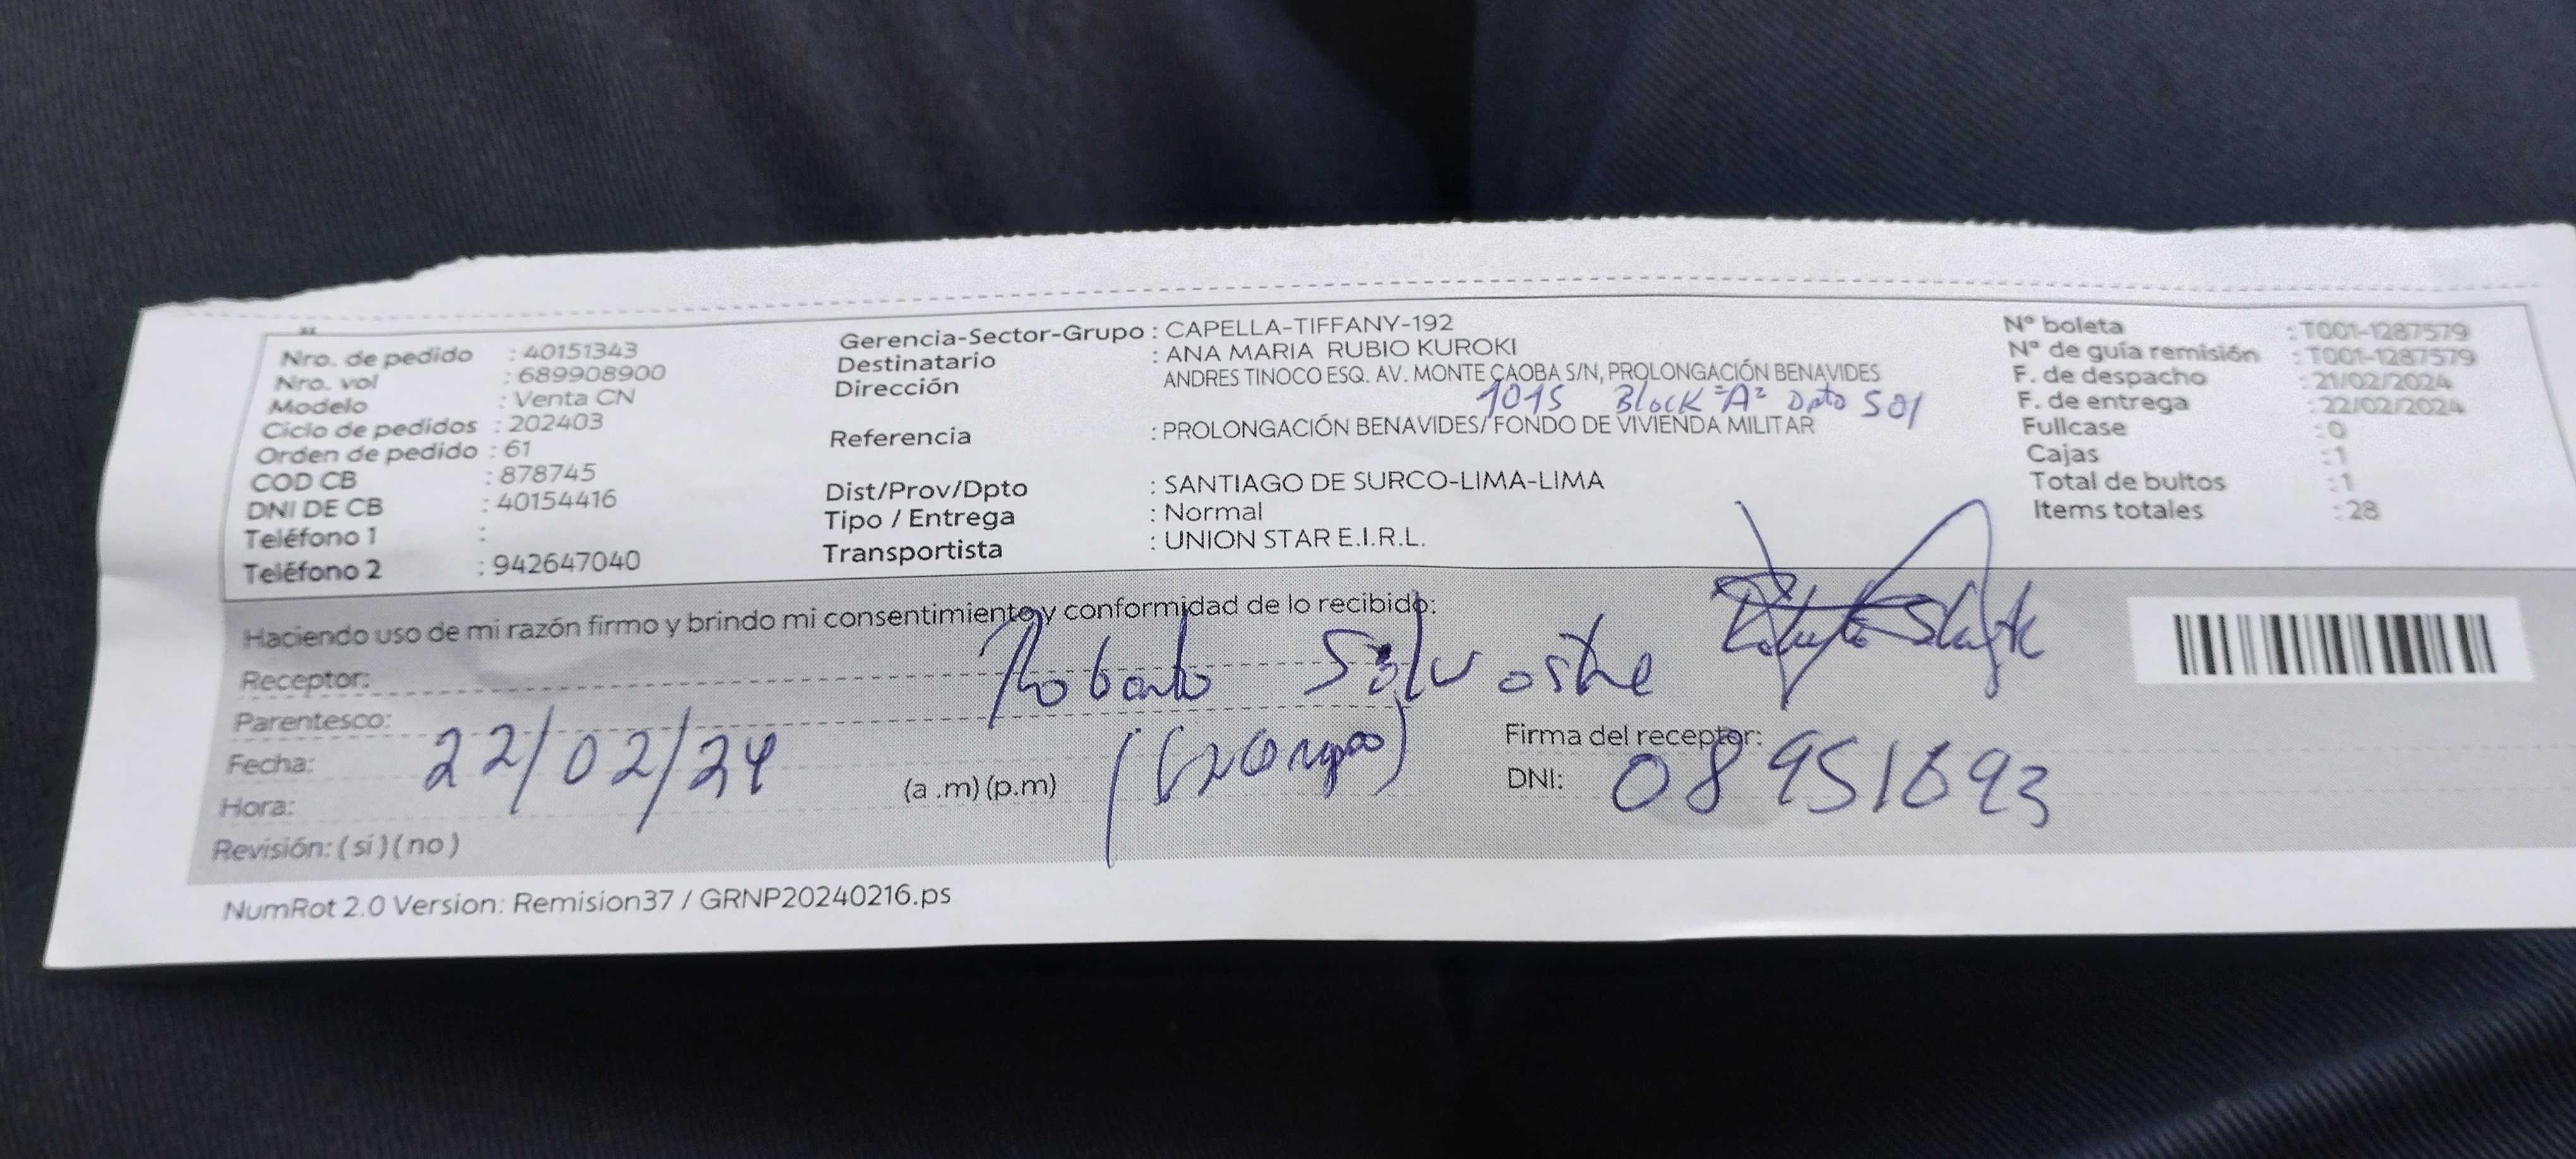 Nro. de pedido : 40151343
Nro. vol : 689908900
Modelo : Venta CN
Ciclo de pedidos : 202403
Orden de pedido : 61
COD CB : 878745
DNI DE CB : 40154416
Teléfono 1 :
Teléfono 2 : 942647040
Gerencia-Sector-Grupo : CAPELLA-TIFFANY-192
Destinatario : ANA MARIA RUBIO KUROKI
Dirección ANDRES TINOCO ESQ. AV. MONTE CAOBA S/N, PROLONGACIÓN BENAVIDES
1015 Block "A" Dpto 501
Referencia : PROLONGACIÓN BENAVIDES/ FONDO DE VIVIENDA MILITAR
Dist/Prov/Dpto : SANTIAGO DE SURCO-LIMA-LIMA
Tipo / Entrega : Normal
Transportista : UNION STAR E.I.R.L.
N° boleta : T001-1287579
N° de guía remisión : T001-1287579
F. de despacho : 21/02/2024
F. de entrega : 22/02/2024
Fullcase : 0
Cajas : 1
Total de bultos : 1
Items totales : 28
Haciendo uso de mi razón firmo y brindo mi consentimiento y conformidad de lo recibido:
Receptor: Roberto Silvestre
Parentesco:
Fecha: 22/02/24
Hora: (a .m) (p.m)
Revisión: ( si ) ( no )
Firma del receptor:
DNI: 08951693
NumRot 2.0 Version: Remision37 / GRNP20240216.ps